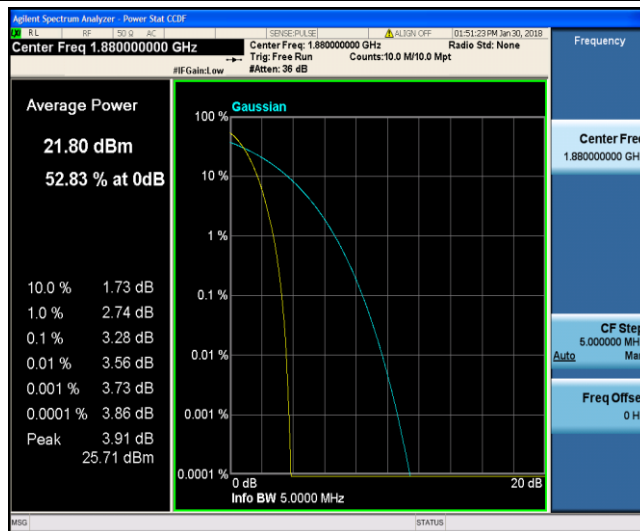 Agilent Spectrum Analyzer - Power Stat CCDF
RL RF 50 Ω AC SENSE:PULSE ALIGN OFF 01:51:23 PM Jan 30, 2018
Center Freq 1.880000000 GHz
Center Freq: 1.880000000 GHz Radio Std: None
Trig: Free Run Counts:10.0 M/10.0 Mpt
#IFGain:Low #Atten: 36 dB
Frequency
Average Power
21.80 dBm
52.83 % at 0dB
10.0 % 1.73 dB
1.0 % 2.74 dB
0.1 % 3.28 dB
0.01 % 3.56 dB
0.001 % 3.73 dB
0.0001 % 3.86 dB
Peak 3.91 dB
25.71 dBm
Gaussian
100 %
10 %
1 %
0.1 %
0.01 %
0.001 %
0.0001 %
0 dB 20 dB
Info BW 5.0000 MHz
Center Fre
1.880000000 GH
CF Step
5.000000 MH
Auto Ma
Freq Offse
0 H
MSG STATUS